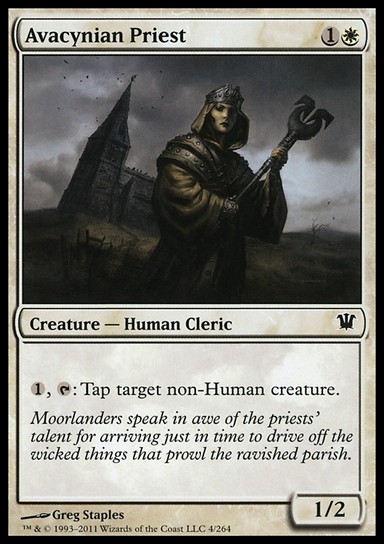 Avacynian Priest 1
Creature — Human Cleric
1, : Tap target non-Human creature.
Moorlanders speak in awe of the priests'
talent for arriving just in time to drive off the
wicked things that prowl the ravished parish.
Greg Staples
1/2
™ & © 1993–2011 Wizards of the Coast LLC 4/264